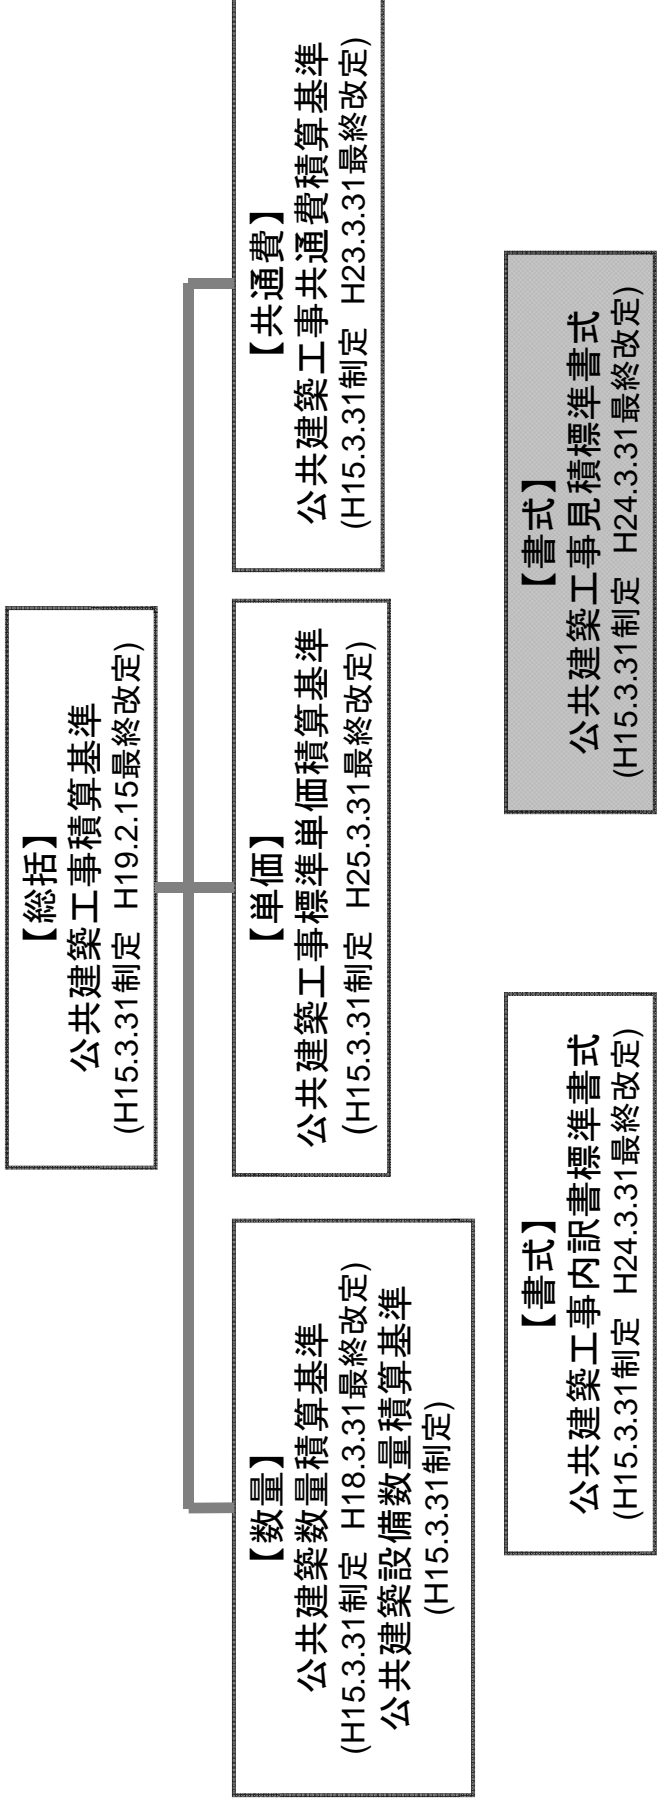 【総括】
公共建築工事積算基準
(H15.3.31制定　H19.2.15最終改定)
【数量】
公共建築数量積算基準
(H15.3.31制定　H18.3.31最終改定)
公共建築設備数量積算基準
(H15.3.31制定)
【単価】
公共建築工事標準単価積算基準
(H15.3.31制定　H25.3.31最終改定)
【共通費】
公共建築工事共通費積算基準
(H15.3.31制定　H23.3.31最終改定)
【書式】
公共建築工事内訳書標準書式
(H15.3.31制定　H24.3.31最終改定)
【書式】
公共建築工事見積標準書式
(H15.3.31制定　H24.3.31最終改定)